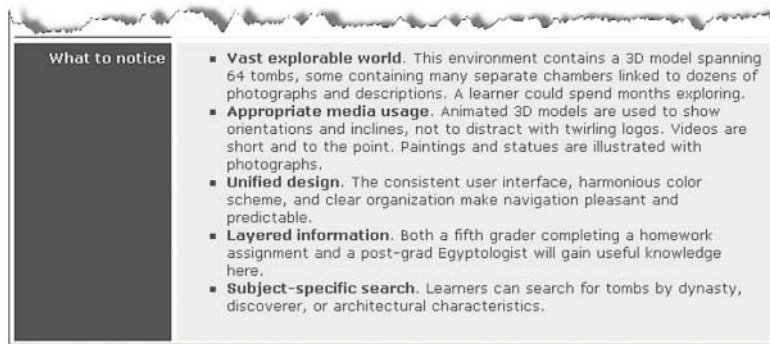 What to notice
▪ Vast explorable world. This environment contains a 3D model spanning
64 tombs, some containing many separate chambers linked to dozens of
photographs and descriptions. A learner could spend months exploring.
▪ Appropriate media usage. Animated 3D models are used to show
orientations and inclines, not to distract with twirling logos. Videos are
short and to the point. Paintings and statues are illustrated with
photographs.
▪ Unified design. The consistent user interface, harmonious color
scheme, and clear organization make navigation pleasant and
predictable.
▪ Layered information. Both a fifth grader completing a homework
assignment and a post-grad Egyptologist will gain useful knowledge
here.
▪ Subject-specific search. Learners can search for tombs by dynasty,
discoverer, or architectural characteristics.